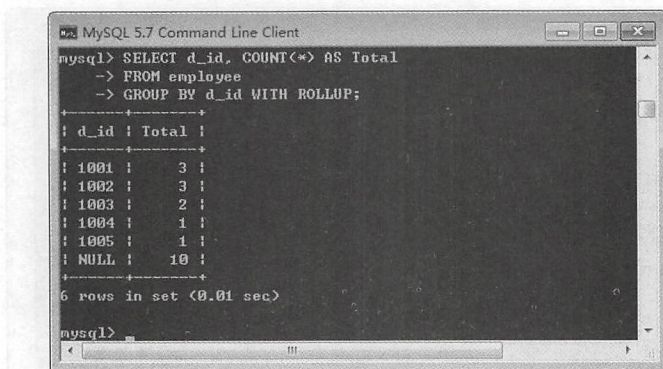 MySQL 5.7 Command Line Client
mysql> SELECT d_id, COUNT(*) AS Total
    -> FROM employee
    -> GROUP BY d_id WITH ROLLUP;
+------+-------+
| d_id | Total |
+------+-------+
| 1001 |     3 |
| 1002 |     3 |
| 1003 |     2 |
| 1004 |     1 |
| 1005 |     1 |
| NULL |    10 |
+------+-------+
6 rows in set (0.01 sec)
mysql> _